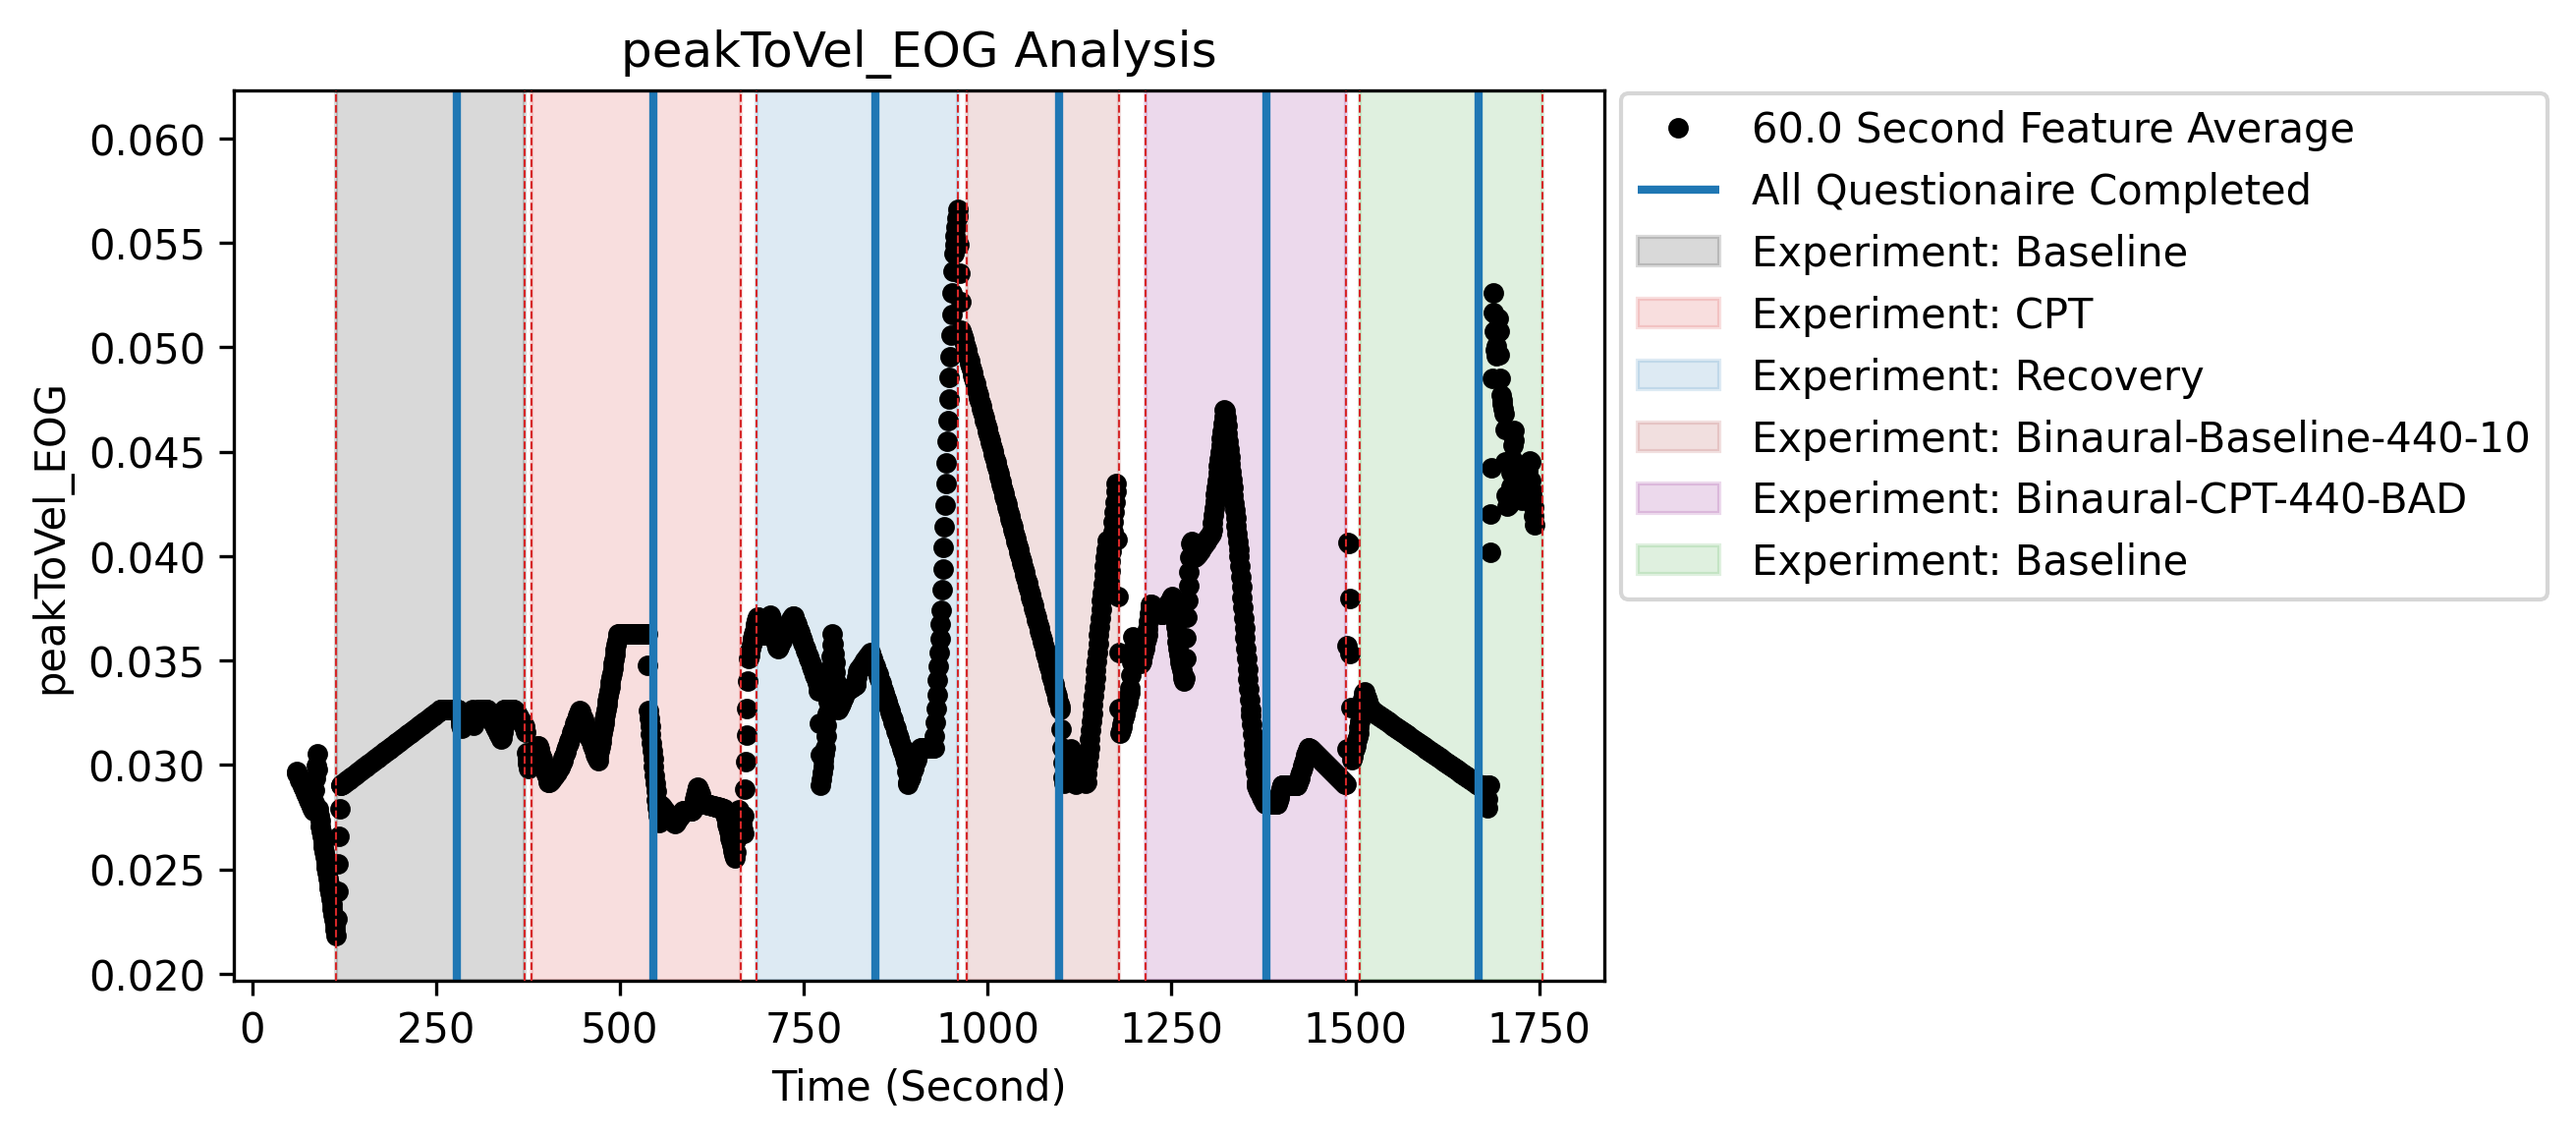 peakToVel_EOG Analysis
peakToVel_EOG
0.060
0.055
0.050
0.045
0.040
0.035
0.030
0.025
0.020
0 250 500 750 1000 1250 1500 1750
Time (Second)
60.0 Second Feature Average
All Questionaire Completed
Experiment: Baseline
Experiment: CPT
Experiment: Recovery
Experiment: Binaural-Baseline-440-10
Experiment: Binaural-CPT-440-BAD
Experiment: Baseline